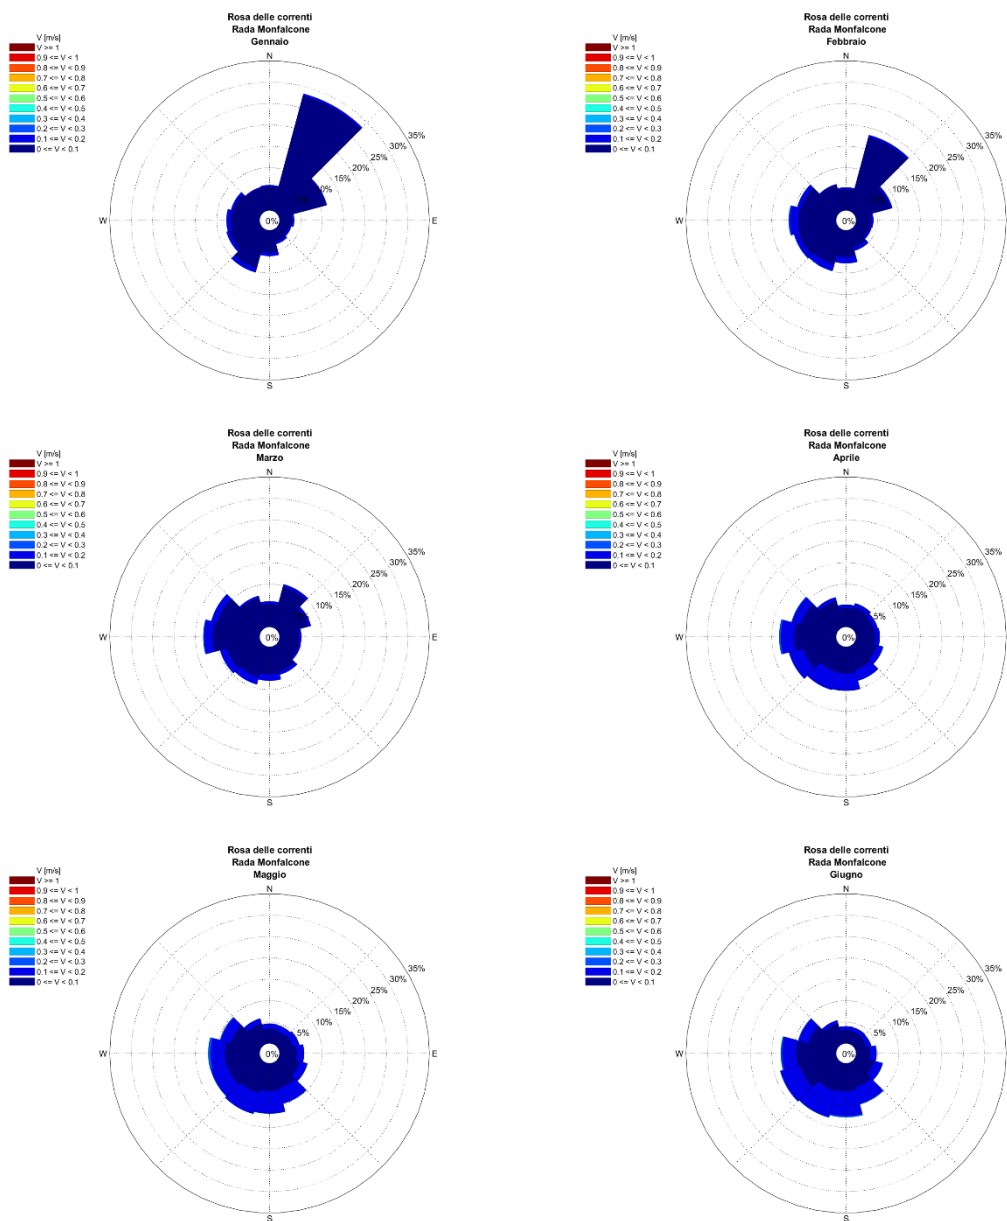 Rosa delle correnti
Rada Monfalcone
Gennaio
V [m/s]
V >= 1
0.9 <= V < 1
0.8 <= V < 0.9
0.7 <= V < 0.8
0.6 <= V < 0.7
0.5 <= V < 0.6
0.4 <= V < 0.5
0.3 <= V < 0.4
0.2 <= V < 0.3
0.1 <= V < 0.2
0 <= V < 0.1
N
35%
30%
25%
20%
15%
10%
0%
W
E
S
Rosa delle correnti
Rada Monfalcone
Febbraio
V [m/s]
V >= 1
0.9 <= V < 1
0.8 <= V < 0.9
0.7 <= V < 0.8
0.6 <= V < 0.7
0.5 <= V < 0.6
0.4 <= V < 0.5
0.3 <= V < 0.4
0.2 <= V < 0.3
0.1 <= V < 0.2
0 <= V < 0.1
N
35%
30%
25%
20%
15%
10%
0%
W
S
Rosa delle correnti
Rada Monfalcone
Marzo
V [m/s]
V >= 1
0.9 <= V < 1
0.8 <= V < 0.9
0.7 <= V < 0.8
0.6 <= V < 0.7
0.5 <= V < 0.6
0.4 <= V < 0.5
0.3 <= V < 0.4
0.2 <= V < 0.3
0.1 <= V < 0.2
0 <= V < 0.1
N
35%
30%
25%
20%
15%
10%
0%
W
E
S
Rosa delle correnti
Rada Monfalcone
Aprile
V [m/s]
V >= 1
0.9 <= V < 1
0.8 <= V < 0.9
0.7 <= V < 0.8
0.6 <= V < 0.7
0.5 <= V < 0.6
0.4 <= V < 0.5
0.3 <= V < 0.4
0.2 <= V < 0.3
0.1 <= V < 0.2
0 <= V < 0.1
N
35%
30%
25%
20%
15%
10%
5%
0%
W
S
Rosa delle correnti
Rada Monfalcone
Maggio
V [m/s]
V >= 1
0.9 <= V < 1
0.8 <= V < 0.9
0.7 <= V < 0.8
0.6 <= V < 0.7
0.5 <= V < 0.6
0.4 <= V < 0.5
0.3 <= V < 0.4
0.2 <= V < 0.3
0.1 <= V < 0.2
0 <= V < 0.1
N
35%
30%
25%
20%
15%
10%
5%
0%
W
E
S
Rosa delle correnti
Rada Monfalcone
Giugno
V [m/s]
V >= 1
0.9 <= V < 1
0.8 <= V < 0.9
0.7 <= V < 0.8
0.6 <= V < 0.7
0.5 <= V < 0.6
0.4 <= V < 0.5
0.3 <= V < 0.4
0.2 <= V < 0.3
0.1 <= V < 0.2
0 <= V < 0.1
N
35%
30%
25%
20%
15%
10%
5%
0%
W
S